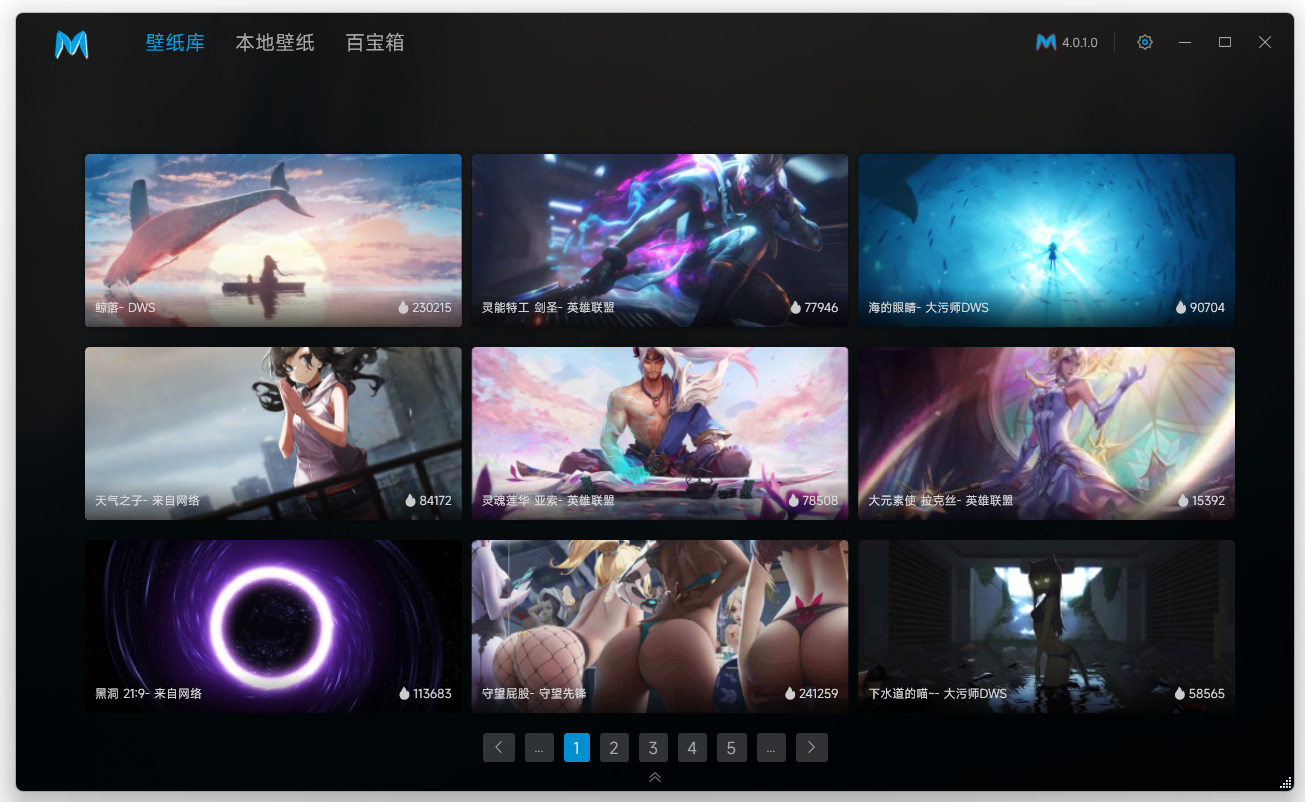 壁纸库 本地壁纸 百宝箱 4.0.1.0
鲸落- DWS 230215
灵能特工 剑圣- 英雄联盟 77946
海的眼睛- 大污师DWS 90704
天气之子- 来自网络 84172
灵魂莲华 亚索- 英雄联盟 78508
大元素使 拉克丝- 英雄联盟 15392
黑洞 21:9- 来自网络 113683
守望屁股- 守望先锋 241259
下水道的喵~- 大污师DWS 58565
... 1 2 3 4 5 ...